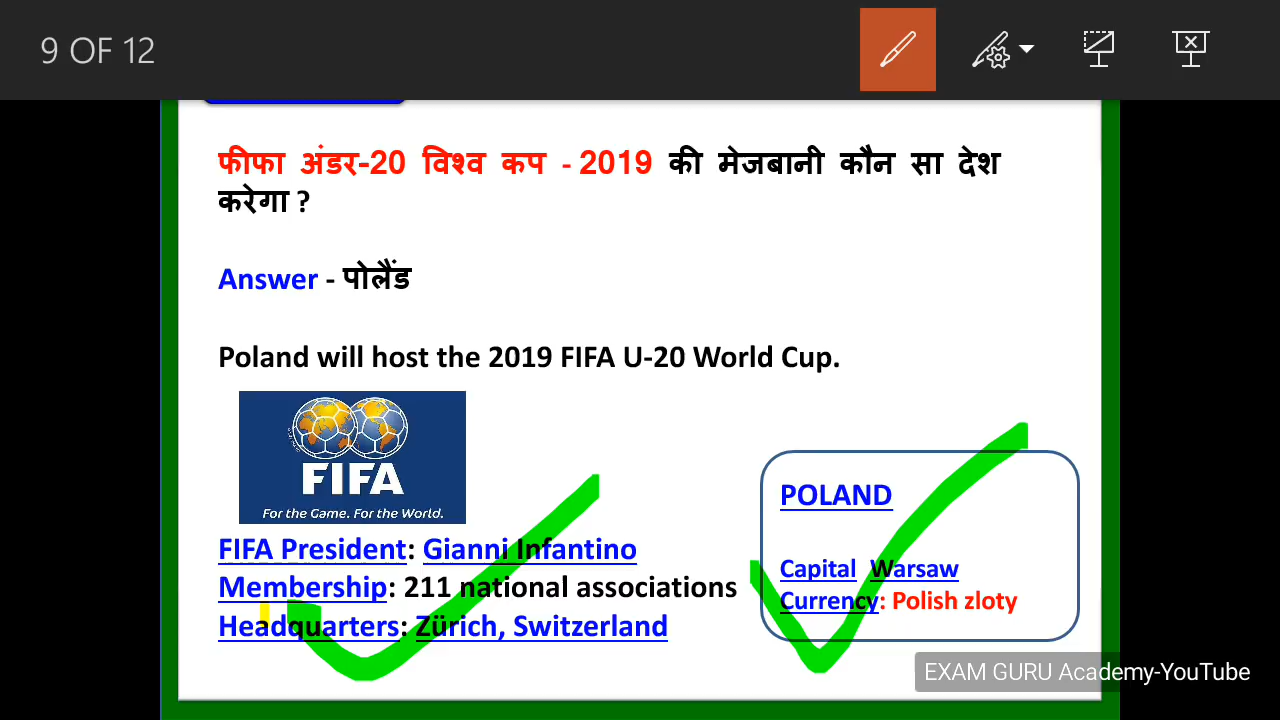 9 OF 12
फीफा अंडर-20 विश्व कप - 2019 की मेजबानी कौन सा देश
करेगा ?
Answer - पोलैंड
Poland will host the 2019 FIFA U-20 World Cup.
FIFA
For the Game. For the World.
FIFA President: Gianni Infantino
Membership: 211 national associations
Headquarters: Zürich, Switzerland
POLAND
Capital Warsaw
Currency: Polish zloty
EXAM GURU Academy-YouTube